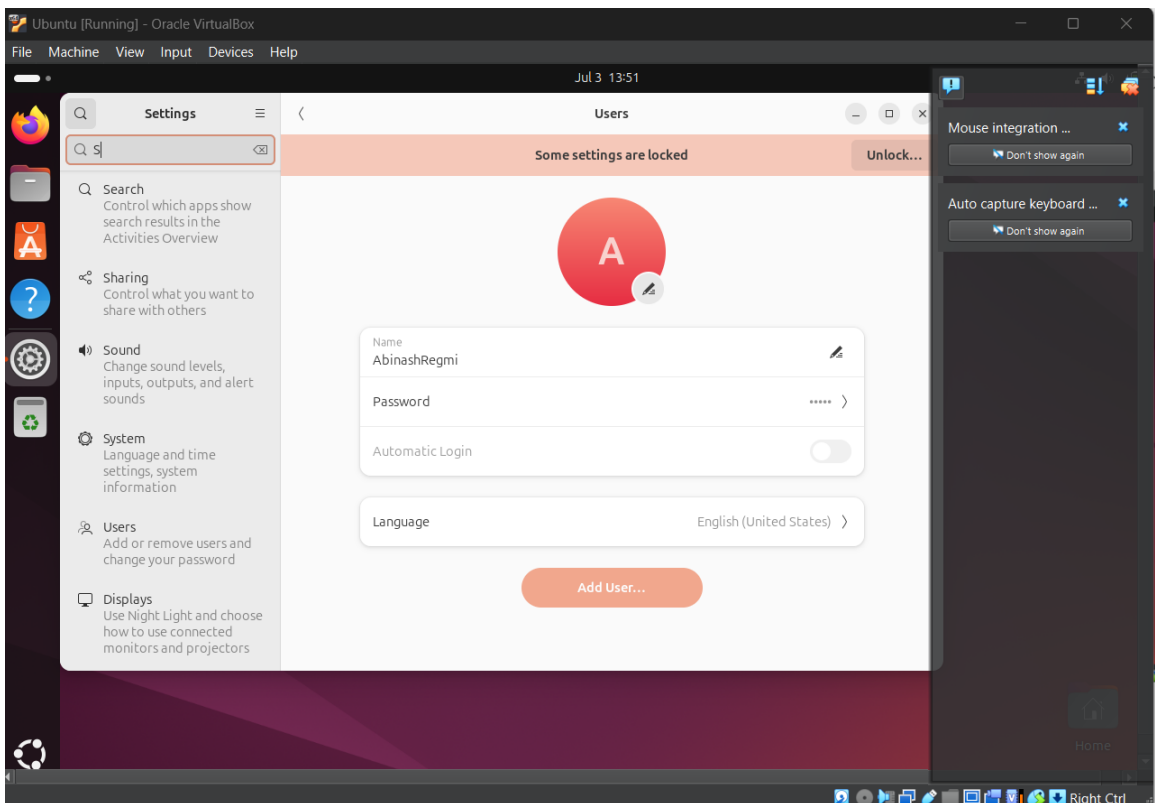 Ubuntu [Running] - Oracle VirtualBox
File Machine View Input Devices Help
Jul 3 13:51
Settings
Users
S
Some settings are locked
Unlock...
Search
Control which apps show
search results in the
Activities Overview
Sharing
Control what you want to
share with others
Sound
Change sound levels,
inputs, outputs, and alert
sounds
System
Language and time
settings, system
information
Users
Add or remove users and
change your password
Displays
Use Night Light and choose
how to use connected
monitors and projectors
A
Name
AbinashRegmi
Password
Automatic Login
Language
English (United States)
Add User...
Mouse integration ...
Don't show again
Auto capture keyboard ...
Don't show again
Home
Right Ctrl